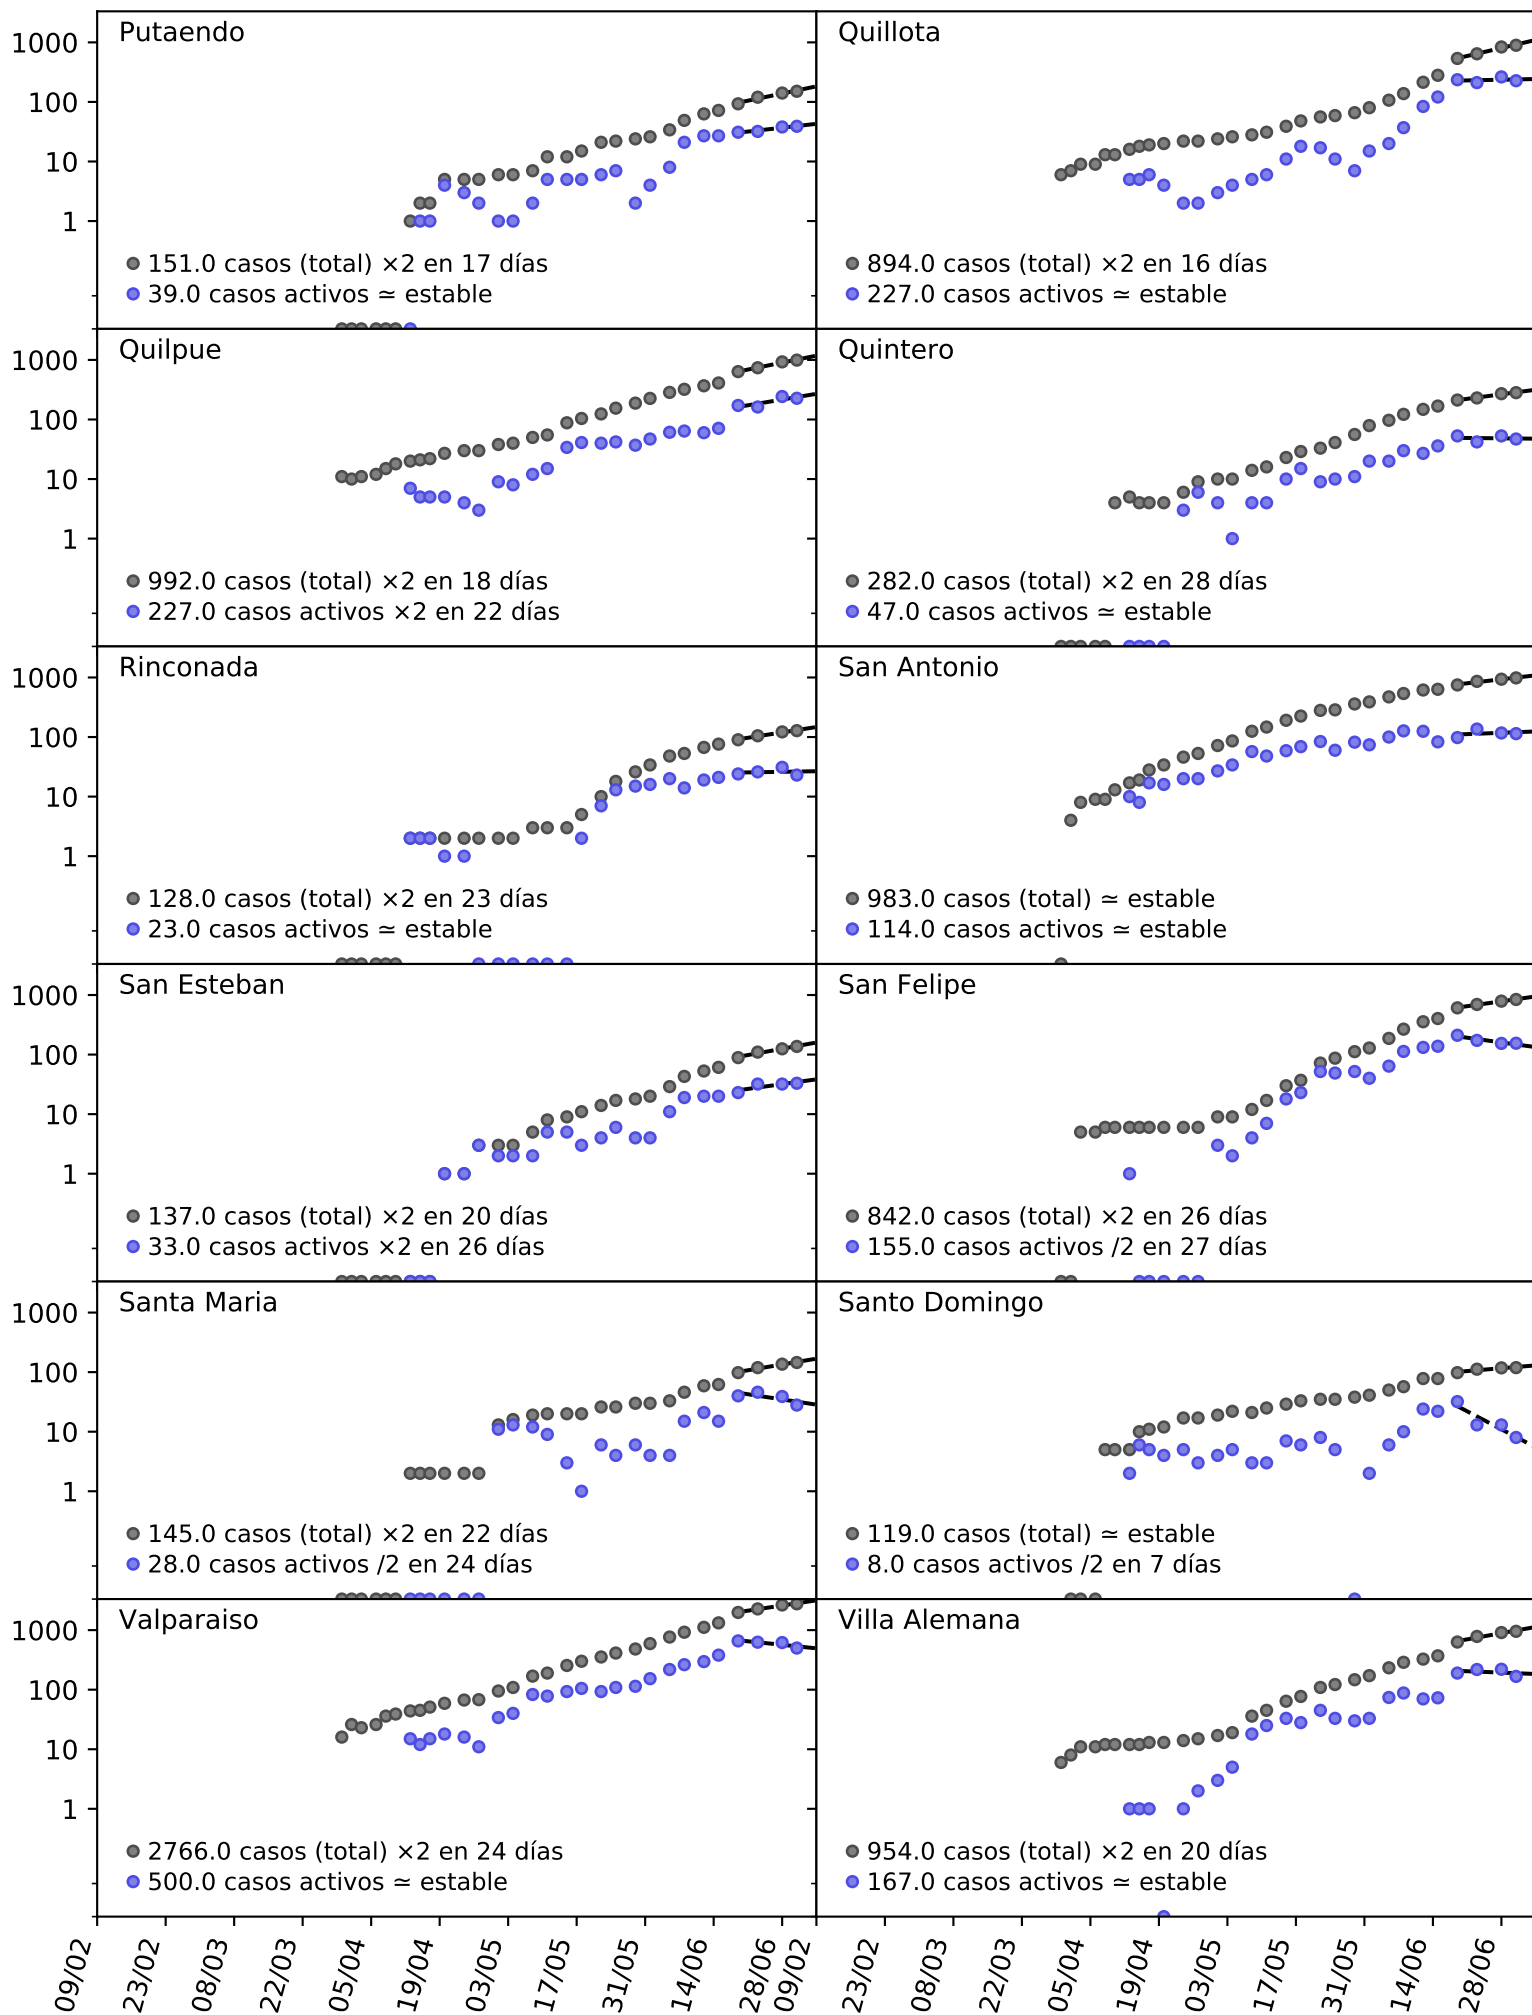 Putaendo
Quillota
1000
100
10
1
151.0 casos (total) ×2 en 17 días
39.0 casos activos ≃ estable
894.0 casos (total) ×2 en 16 días
227.0 casos activos ≃ estable
Quilpue
Quintero
1000
100
10
1
992.0 casos (total) ×2 en 18 días
227.0 casos activos ×2 en 22 días
282.0 casos (total) ×2 en 28 días
47.0 casos activos ≃ estable
Rinconada
San Antonio
1000
100
10
1
128.0 casos (total) ×2 en 23 días
23.0 casos activos ≃ estable
983.0 casos (total) ≃ estable
114.0 casos activos ≃ estable
San Esteban
San Felipe
1000
100
10
1
137.0 casos (total) ×2 en 20 días
33.0 casos activos ×2 en 26 días
842.0 casos (total) ×2 en 26 días
155.0 casos activos /2 en 27 días
Santa Maria
Santo Domingo
1000
100
10
1
145.0 casos (total) ×2 en 22 días
28.0 casos activos /2 en 24 días
119.0 casos (total) ≃ estable
8.0 casos activos /2 en 7 días
Valparaiso
Villa Alemana
1000
100
10
1
2766.0 casos (total) ×2 en 24 días
500.0 casos activos ≃ estable
954.0 casos (total) ×2 en 20 días
167.0 casos activos ≃ estable
09/02
23/02
08/03
22/03
05/04
19/04
03/05
17/05
31/05
14/06
28/06
09/02
23/02
08/03
22/03
05/04
19/04
03/05
17/05
31/05
14/06
28/06